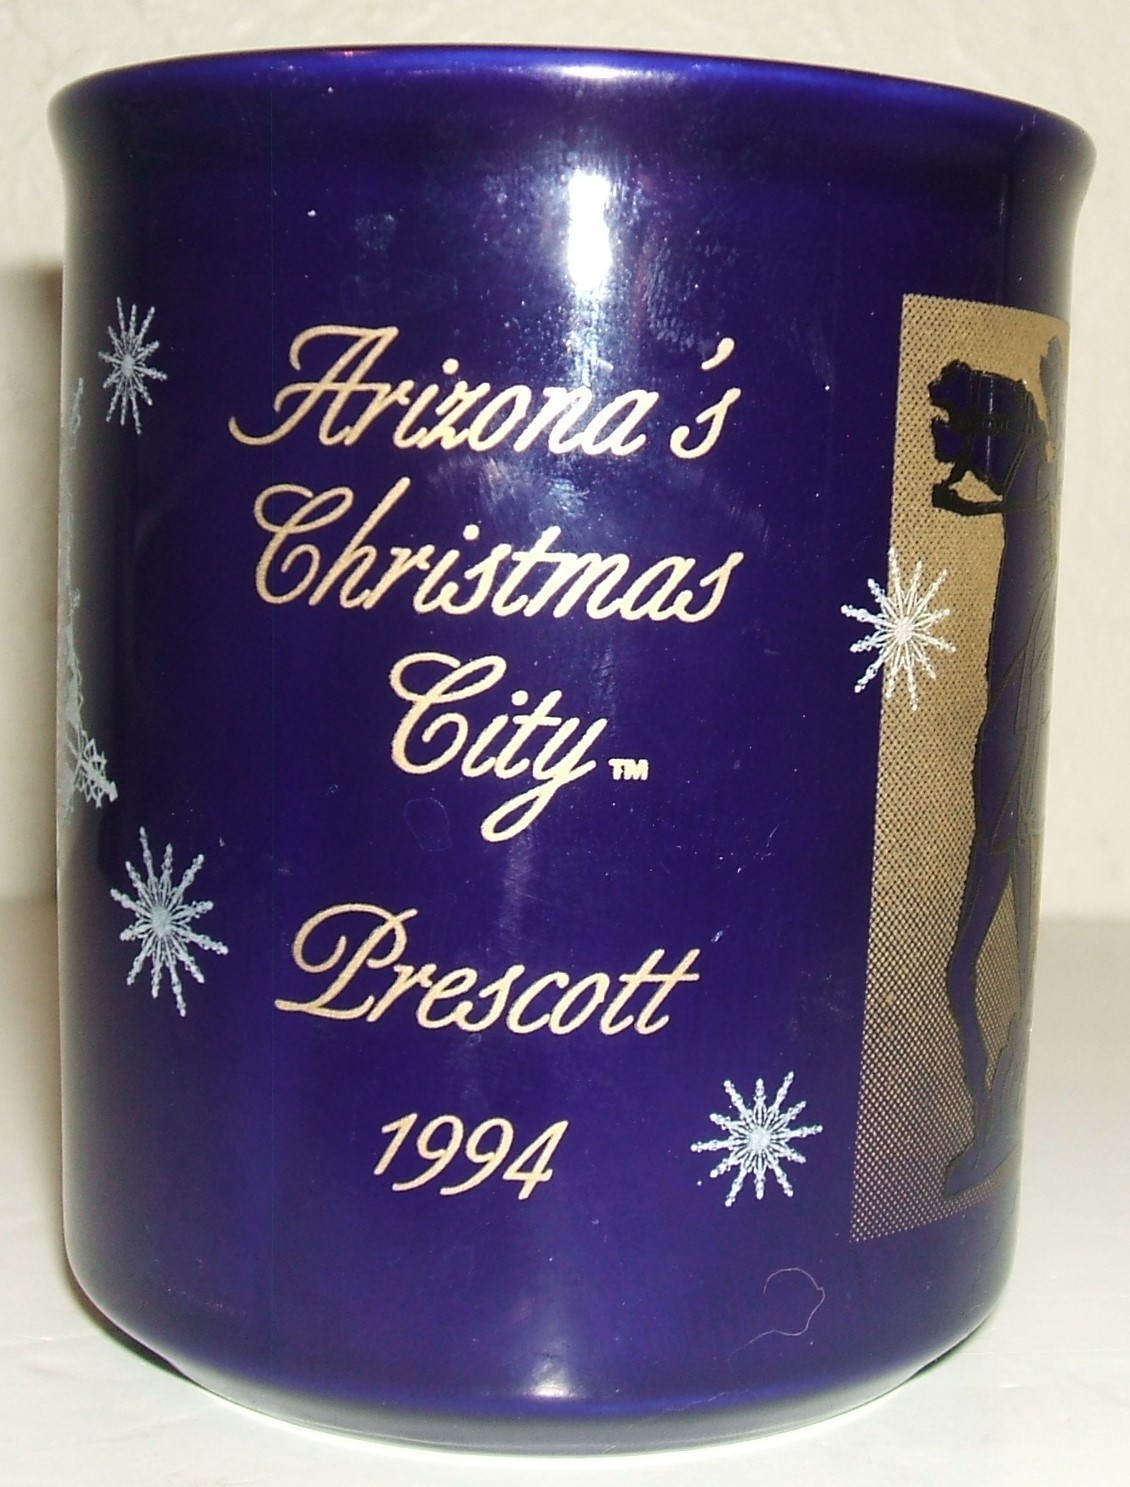 Arizona's
Christmas
City™
Prescott
1994